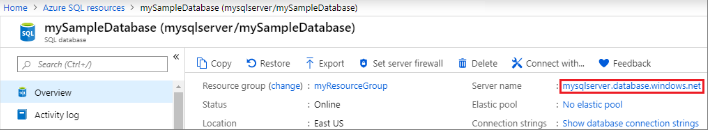 Home > Azure SQL resources > mySampleDatabase (mysqlserver/mySampleDatabase)
mySampleDatabase (mysqlserver/mySampleDatabase)
SQL
SQL database
Search (Ctrl+/)
«
Overview
Activity log
Copy Restore Export Set server firewall Delete Connect with... Feedback
Resource group (change) : myResourceGroup Server name : mysqlserver.database.windows.net
Status : Online Elastic pool : No elastic pool
Location : East US Connection strings : Show database connection strings